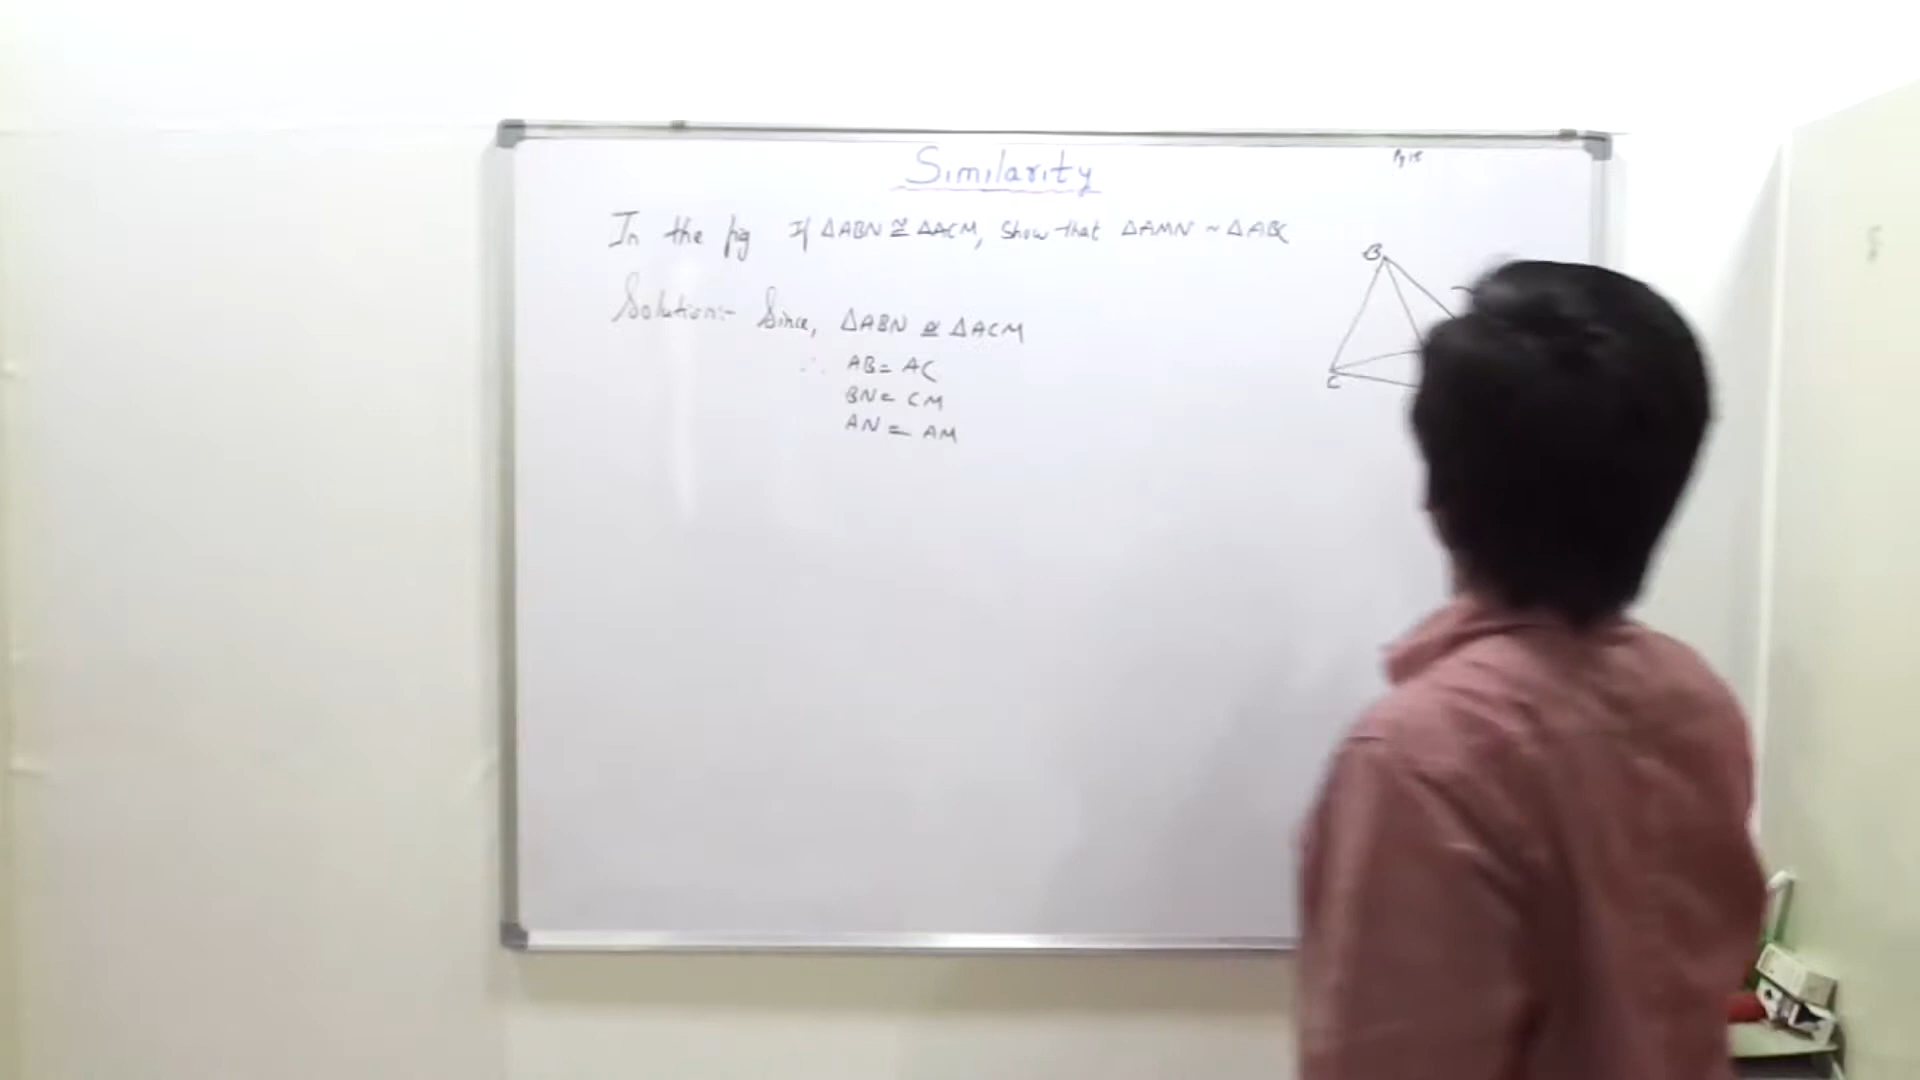 Similarity
In the fig If ΔABN ≅ ΔACM, Show that ΔAMN ~ ΔABC
Solution:- Since, ΔABN ≅ ΔACM
∴ AB = AC
BN = CM
AN = AM
B
C